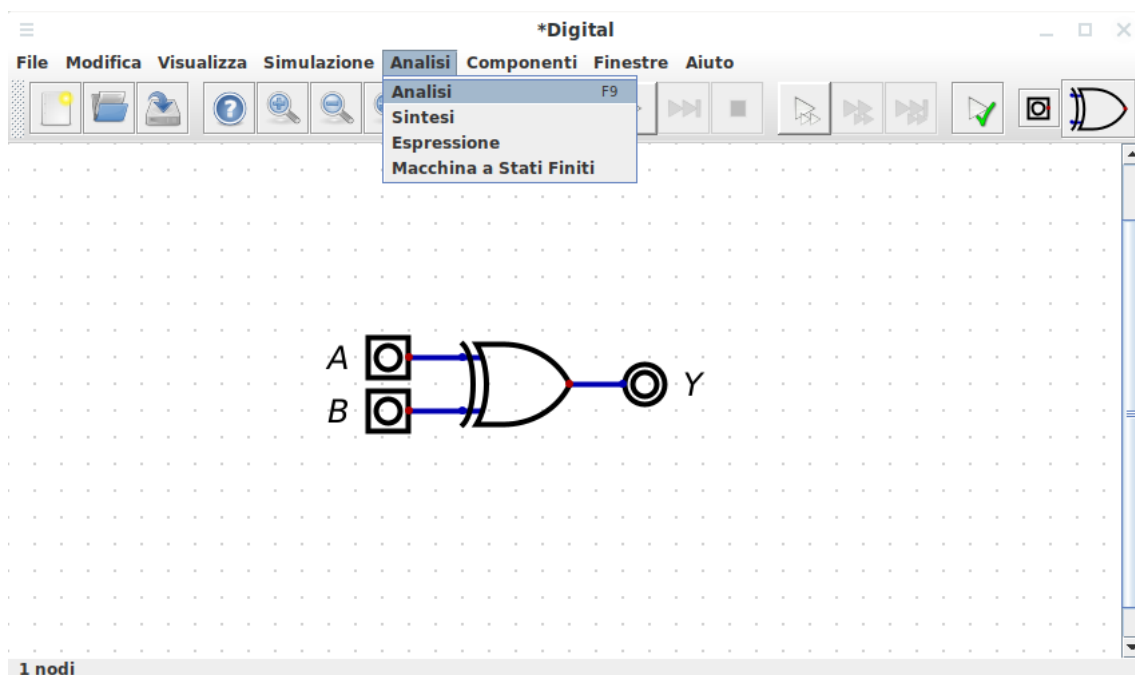 *Digital
File Modifica Visualizza Simulazione Analisi Componenti Finestre Aiuto
Analisi F9
Sintesi
Espressione
Macchina a Stati Finiti
A
B
Y
1 nodi